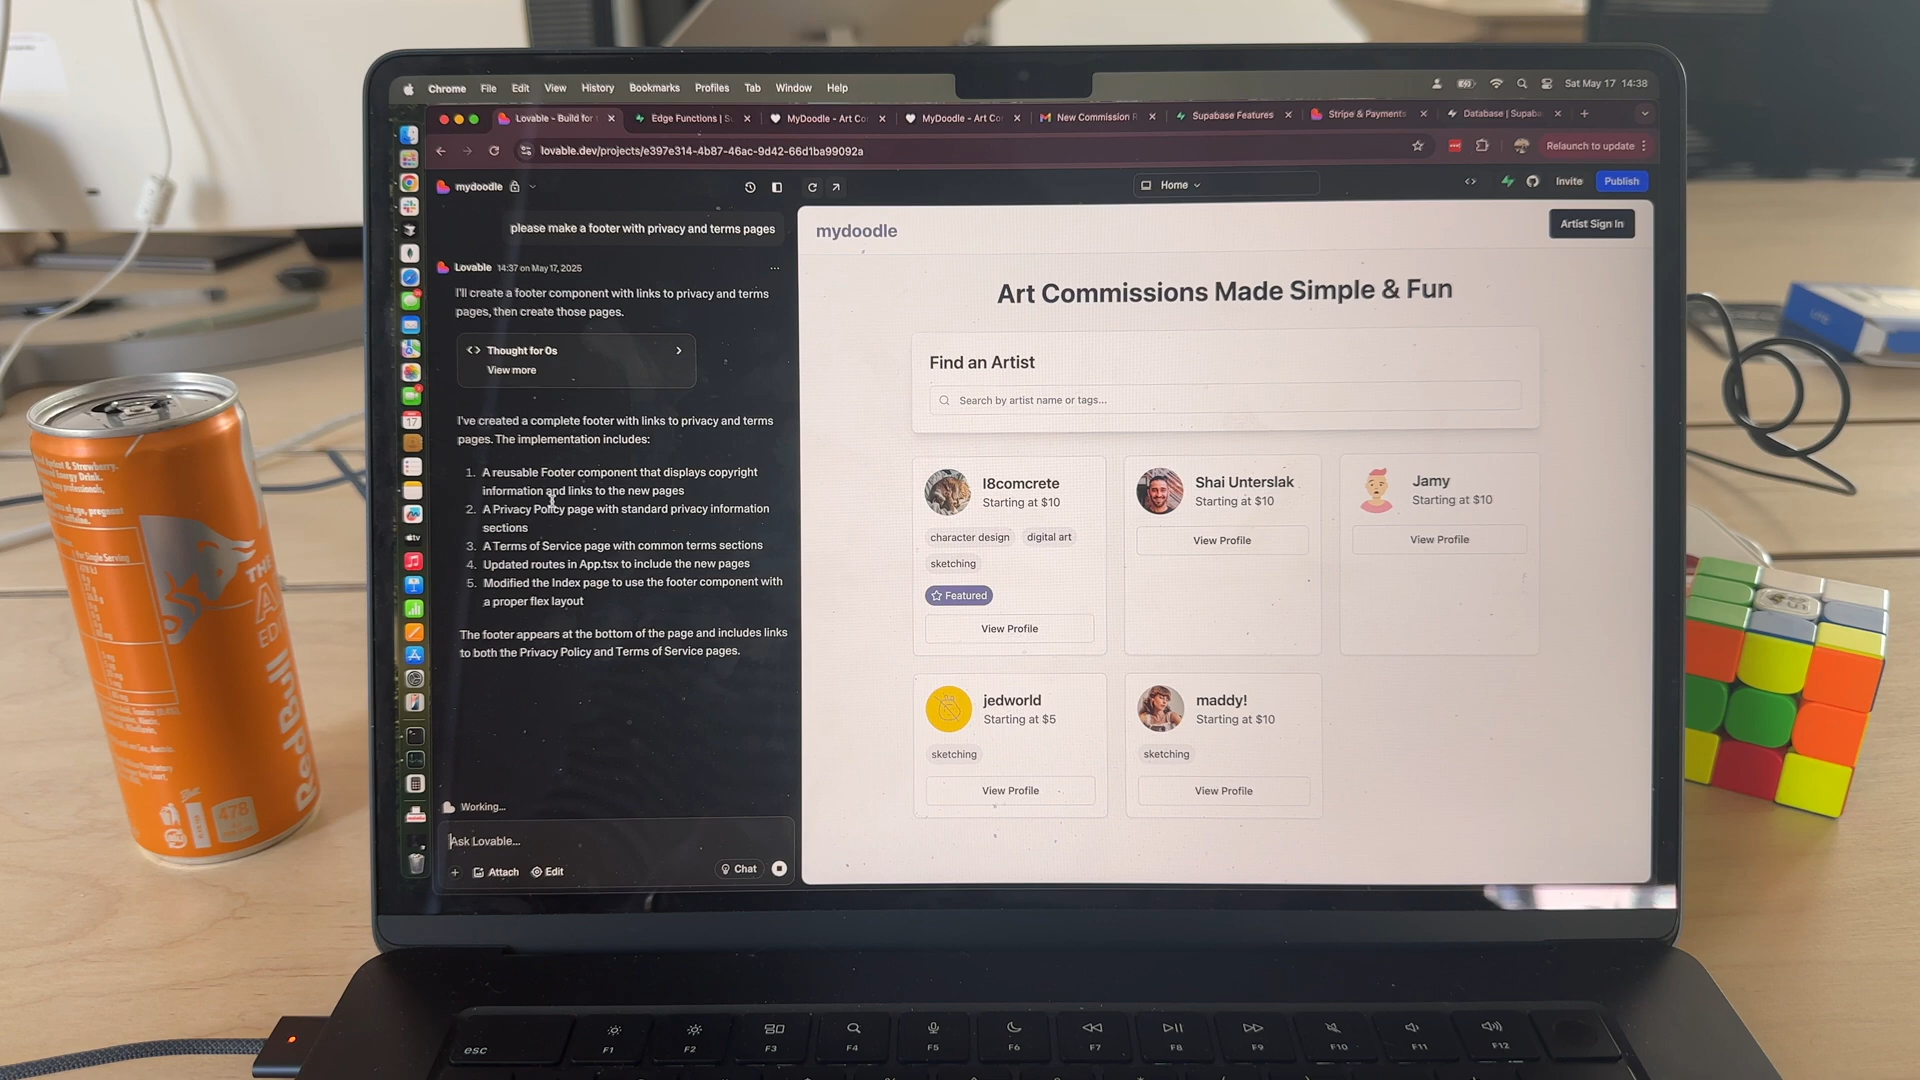 Chrome File Edit View History Bookmarks Profiles Tab Window Help
Sat May 17 14:38
Lovable - Build for
Edge Functions | S
MyDoodle - Art Co
MyDoodle - Art Co
New Commission R
Supabase Features
Stripe & Payments
Database | Supaba
lovable.dev/projects/e397e314-4b87-46ac-9d42-66d1ba99092a
Relaunch to update
mydoodle
Home
Invite
Publish
please make a footer with privacy and terms pages
Lovable 14:37 on May 17, 2025
I'll create a footer component with links to privacy and terms
pages, then create those pages.
Thought for 0s
View more
I've created a complete footer with links to privacy and terms
pages. The implementation includes:
1. A reusable Footer component that displays copyright
information and links to the new pages
2. A Privacy Policy page with standard privacy information
sections
3. A Terms of Service page with common terms sections
4. Updated routes in App.tsx to include the new pages
5. Modified the Index page to use the footer component with
a proper flex layout
The footer appears at the bottom of the page and includes links
to both the Privacy Policy and Terms of Service pages.
Working...
Ask Lovable...
Attach
Edit
Chat
mydoodle
Artist Sign In
Art Commissions Made Simple & Fun
Find an Artist
Search by artist name or tags...
l8comcrete
Starting at $10
character design
digital art
sketching
Featured
View Profile
Shai Unterslak
Starting at $10
View Profile
Jamy
Starting at $10
View Profile
jedworld
Starting at $5
sketching
View Profile
maddy!
Starting at $10
sketching
View Profile
17
tv
& Strawberry-
Energy Drink.
THE
A
ED
Red Bull
478
esc
F1
F2
F3
F4
F5
F6
F7
F8
F9
F10
F11
F12